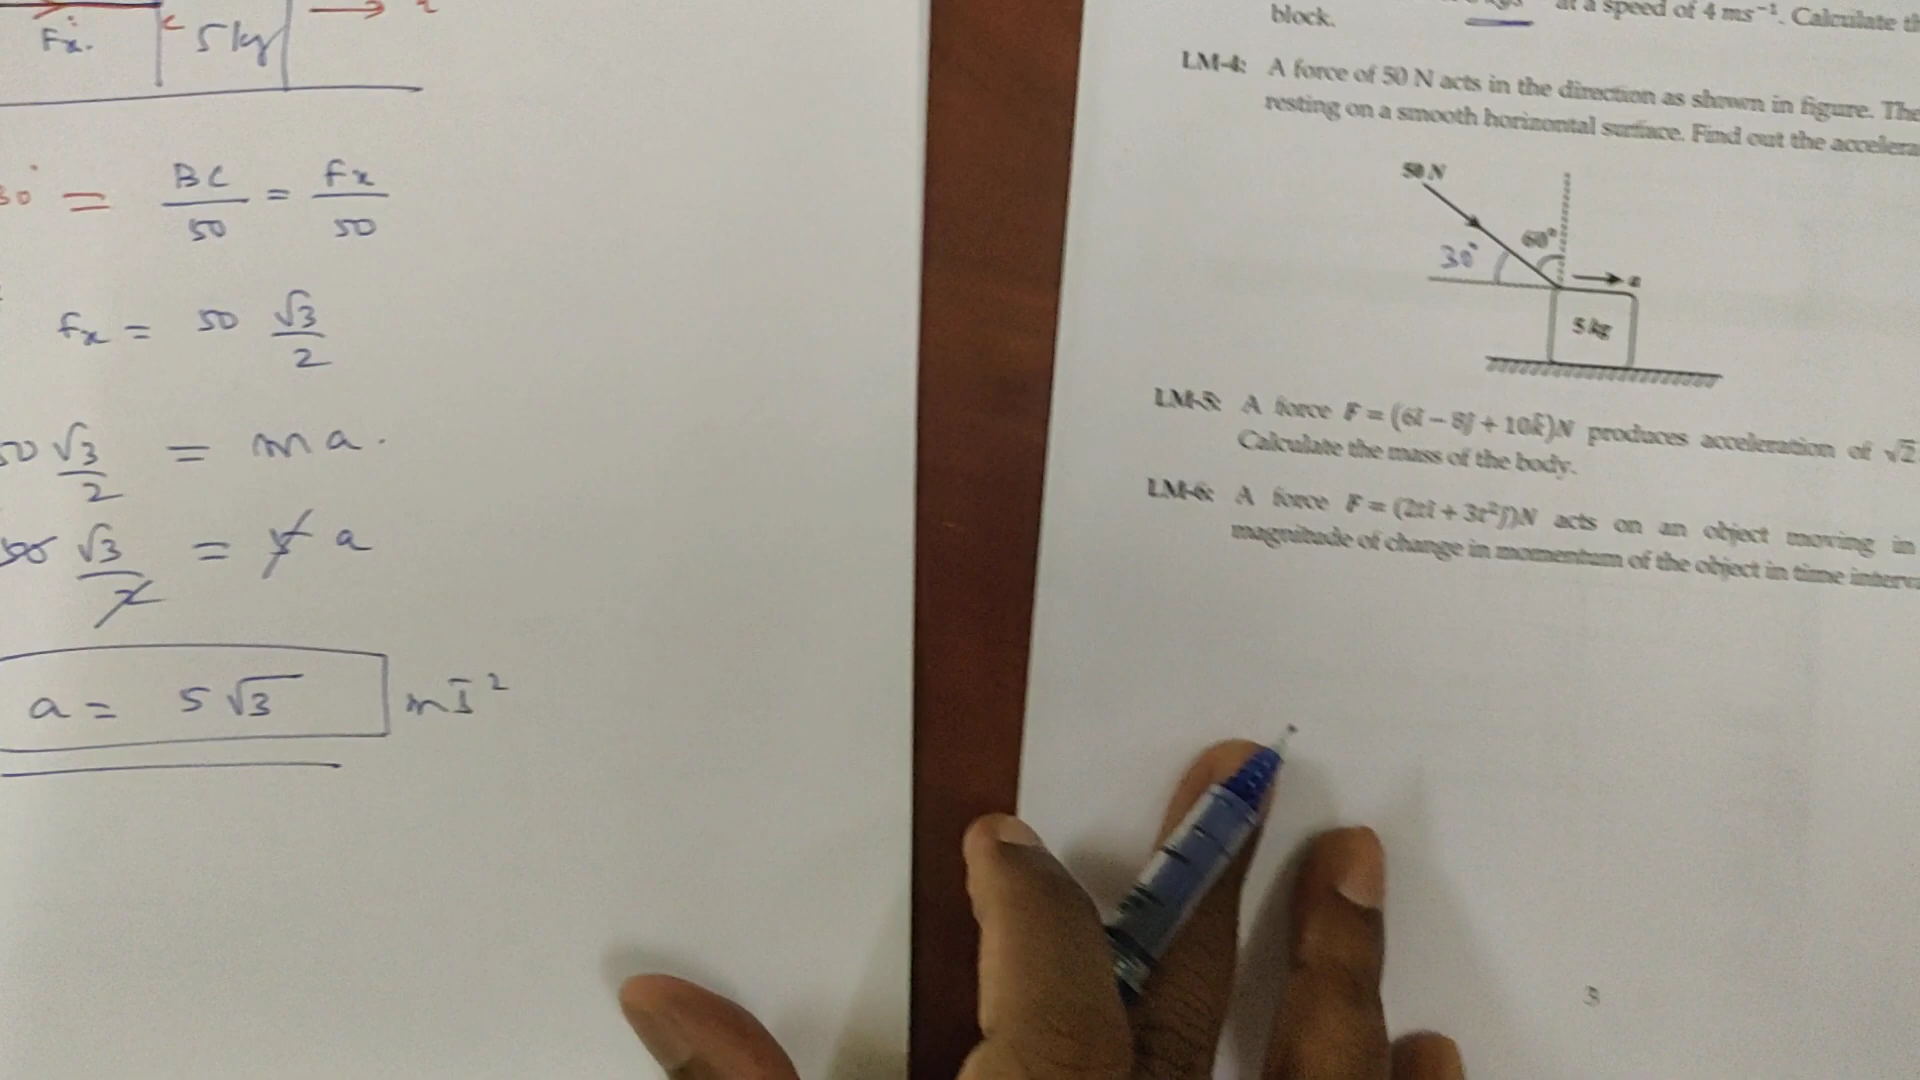 Fx.
5 kg
30° = BC/50 = Fx/50
fx = 50 √3/2
50 √3/2 = ma.
50 √3/2 = 5 a
a = 5√3 ms⁻²
at a speed of 4 ms⁻¹. Calculate
block.
LM-4: A force of 50 N acts in the direction as shown in figure. The
resting on a smooth horizontal surface. Find out the
50 N
60°
30°
a
5 kg
LM-5: A force F = (6î – 8ĵ + 10k̂)N produces acceleration of √2
Calculate the mass of the body.
LM-6: A force F = (2tî + 3t²ĵ)N acts on an object moving in
magnitude of change in momentum of the object in time
3